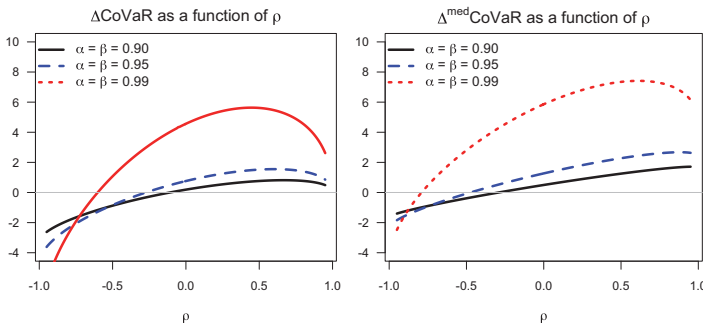 ΔCoVaR as a function of ρ
10
8
6
4
2
0
-2
-4
α = β = 0.90
α = β = 0.95
α = β = 0.99
-1.0 -0.5 0.0 0.5 1.0
ρ
ΔmedCoVaR as a function of ρ
10
8
6
4
2
0
-2
-4
α = β = 0.90
α = β = 0.95
α = β = 0.99
-1.0 -0.5 0.0 0.5 1.0
ρ